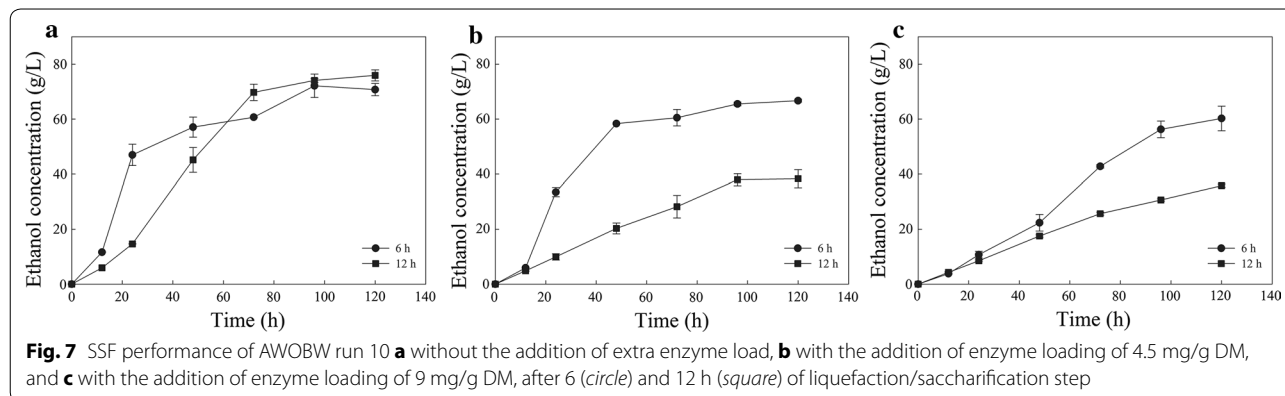 a
Ethanol concentration (g/L)
80
60
40
20
0
6 h
12 h
0 20 40 60 80 100 120 140
Time (h)
b
Ethanol concentration (g/L)
80
60
40
20
0
6 h
12 h
0 20 40 60 80 100 120 140
Time (h)
c
Ethanol concentration (g/L)
80
60
40
20
0
6 h
12 h
0 20 40 60 80 100 120 140
Time (h)
Fig. 7 SSF performance of AWOBW run 10 a without the addition of extra enzyme load, b with the addition of enzyme loading of 4.5 mg/g DM,
and c with the addition of enzyme loading of 9 mg/g DM, after 6 (circle) and 12 h (square) of liquefaction/saccharification step